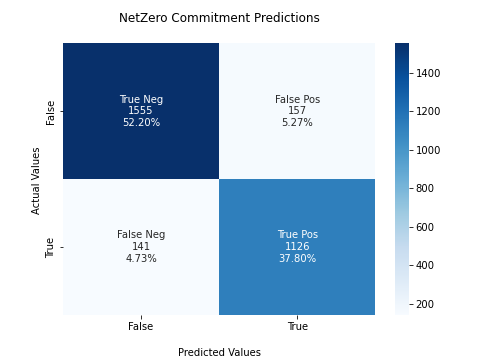 NetZero Commitment Predictions
True Neg
1555
52.20%
False Pos
157
5.27%
False Neg
141
4.73%
True Pos
1126
37.80%
False
True
Actual Values
False
True
Predicted Values
1400
1200
1000
800
600
400
200